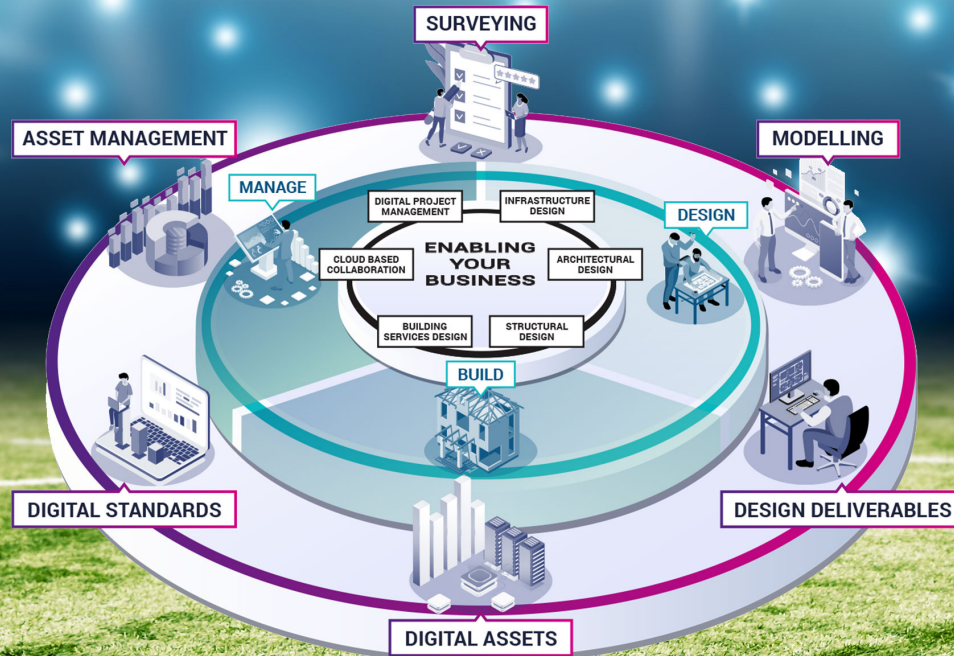 SURVEYING
ASSET MANAGEMENT
MODELLING
MANAGE
DIGITAL PROJECT
MANAGEMENT
INFRASTRUCTURE
DESIGN
DESIGN
CLOUD BASED
COLLABORATION
ENABLING
YOUR
BUSINESS
ARCHITECTURAL
DESIGN
BUILDING
SERVICES DESIGN
STRUCTURAL
DESIGN
BUILD
DIGITAL STANDARDS
DESIGN DELIVERABLES
DIGITAL ASSETS